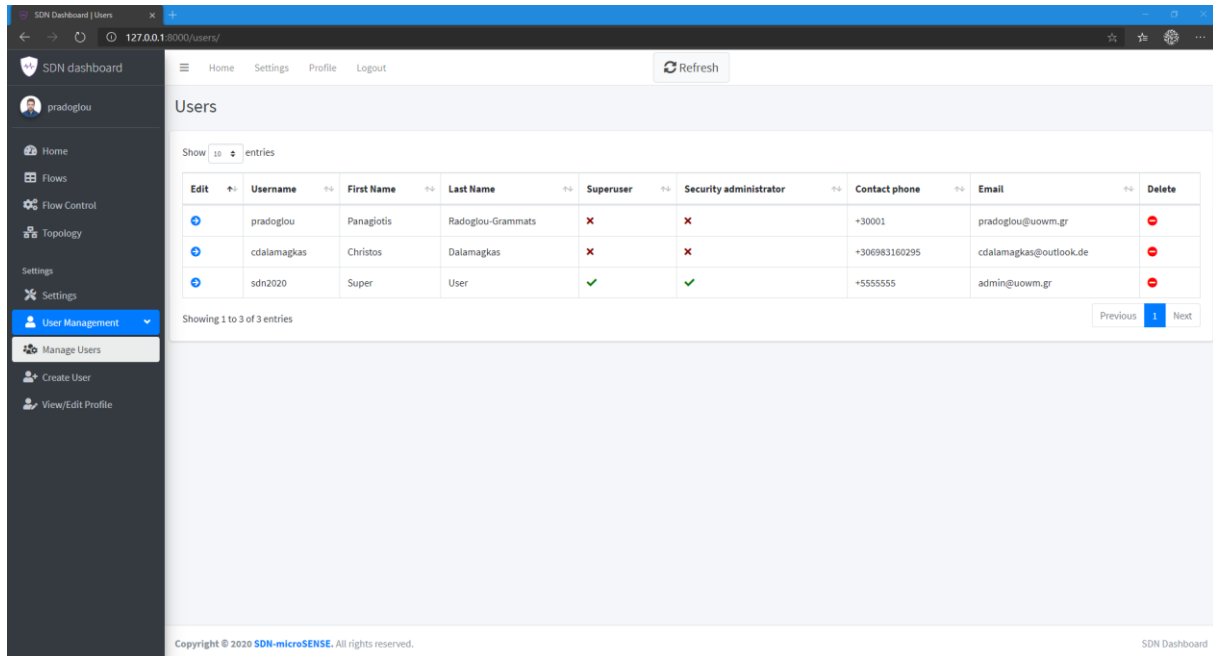 SDN Dashboard | Users
127.0.0.1:8000/users/
SDN dashboard
Home Settings Profile Logout
Refresh
pradoglou
Home
Flows
Flow Control
Topology
Settings
Settings
User Management
Manage Users
Create User
View/Edit Profile
Users
Show 10 entries
Edit Username First Name Last Name Superuser Security administrator Contact phone Email Delete
pradoglou Panagiotis Radoglou-Grammats +30001 pradoglou@uowm.gr
cdalamagkas Christos Dalamagkas +306983160295 cdalamagkas@outlook.de
sdn2020 Super User +5555555 admin@uowm.gr
Showing 1 to 3 of 3 entries
Previous 1 Next
Copyright © 2020 SDN-microSENSE. All rights reserved.
SDN Dashboard